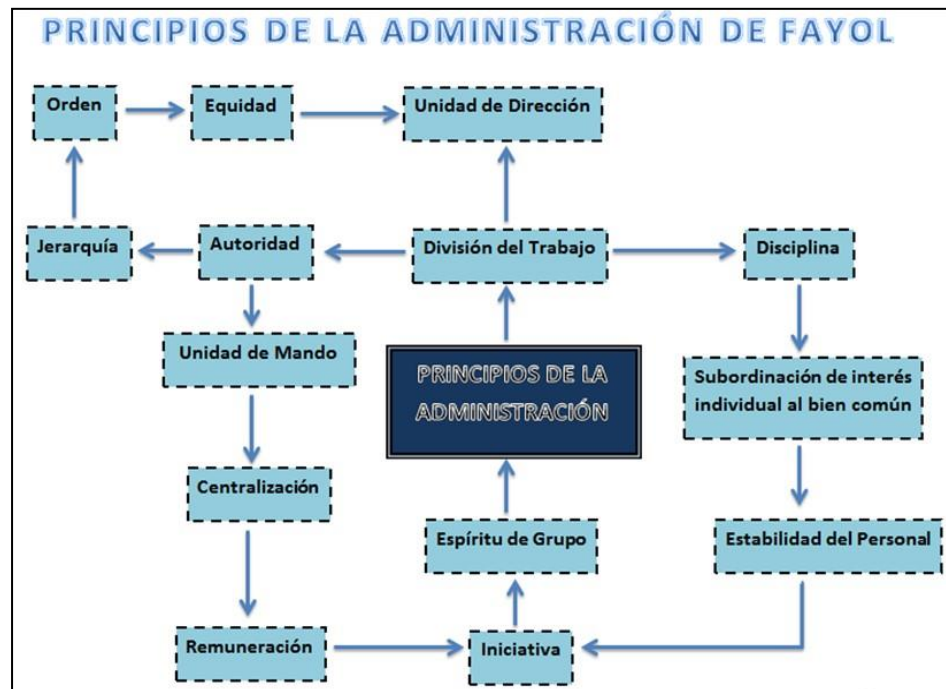 PRINCIPIOS DE LA ADMINISTRACIÓN DE FAYOL
Orden
Equidad
Unidad de Dirección
Jerarquía
Autoridad
División del Trabajo
Disciplina
Unidad de Mando
PRINCIPIOS DE LA
ADMINISTRACIÓN
Subordinación de interés
individual al bien común
Centralización
Espíritu de Grupo
Estabilidad del Personal
Remuneración
Iniciativa